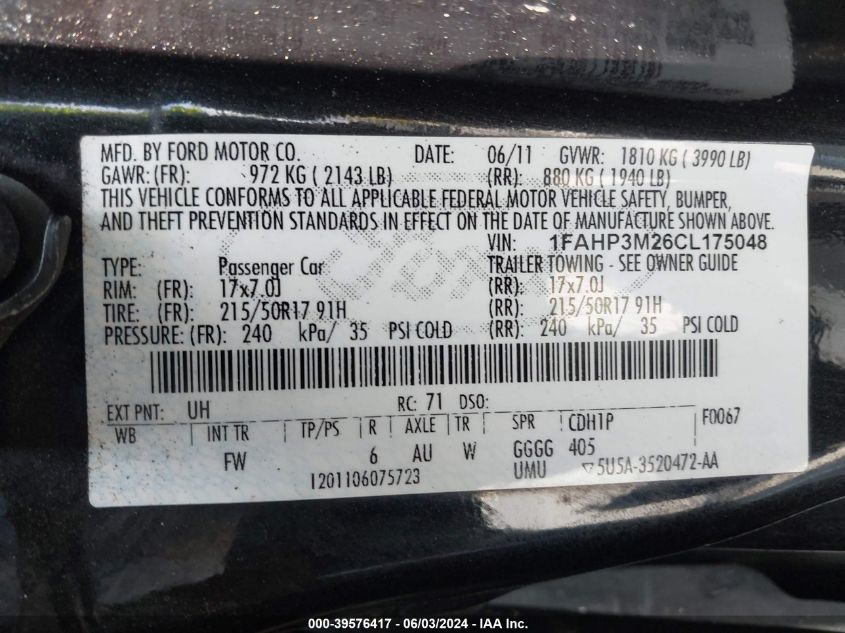 MFD. BY FORD MOTOR CO. DATE: 06/11 GVWR: 1810 KG ( 3990 LB)
GAWR: (FR): 972 KG ( 2143 LB) (RR): 880 KG ( 1940 LB)
THIS VEHICLE CONFORMS TO ALL APPLICABLE FEDERAL MOTOR VEHICLE SAFETY, BUMPER,
AND THEFT PREVENTION STANDARDS IN EFFECT ON THE DATE OF MANUFACTURE SHOWN ABOVE.
VIN: 1FAHP3M26CL175048
TYPE: Passenger Car TRAILER TOWING - SEE OWNER GUIDE
RIM: (FR): 17x7.0J (RR): 17x7.0J
TIRE: (FR): 215/50R17 91H (RR): 215/50R17 91H
PRESSURE: (FR): 240 kPa/ 35 PSI COLD (RR): 240 kPa/ 35 PSI COLD
EXT PNT: UH RC: 71 DSO: F0067
WB INT TR TP/PS R AXLE TR SPR CDH1P
FW 6 AU W GGGG 405
UMU ▽5U5A-3520472-AA
1201106075723
000-39576417 - 06/03/2024 - IAA Inc.